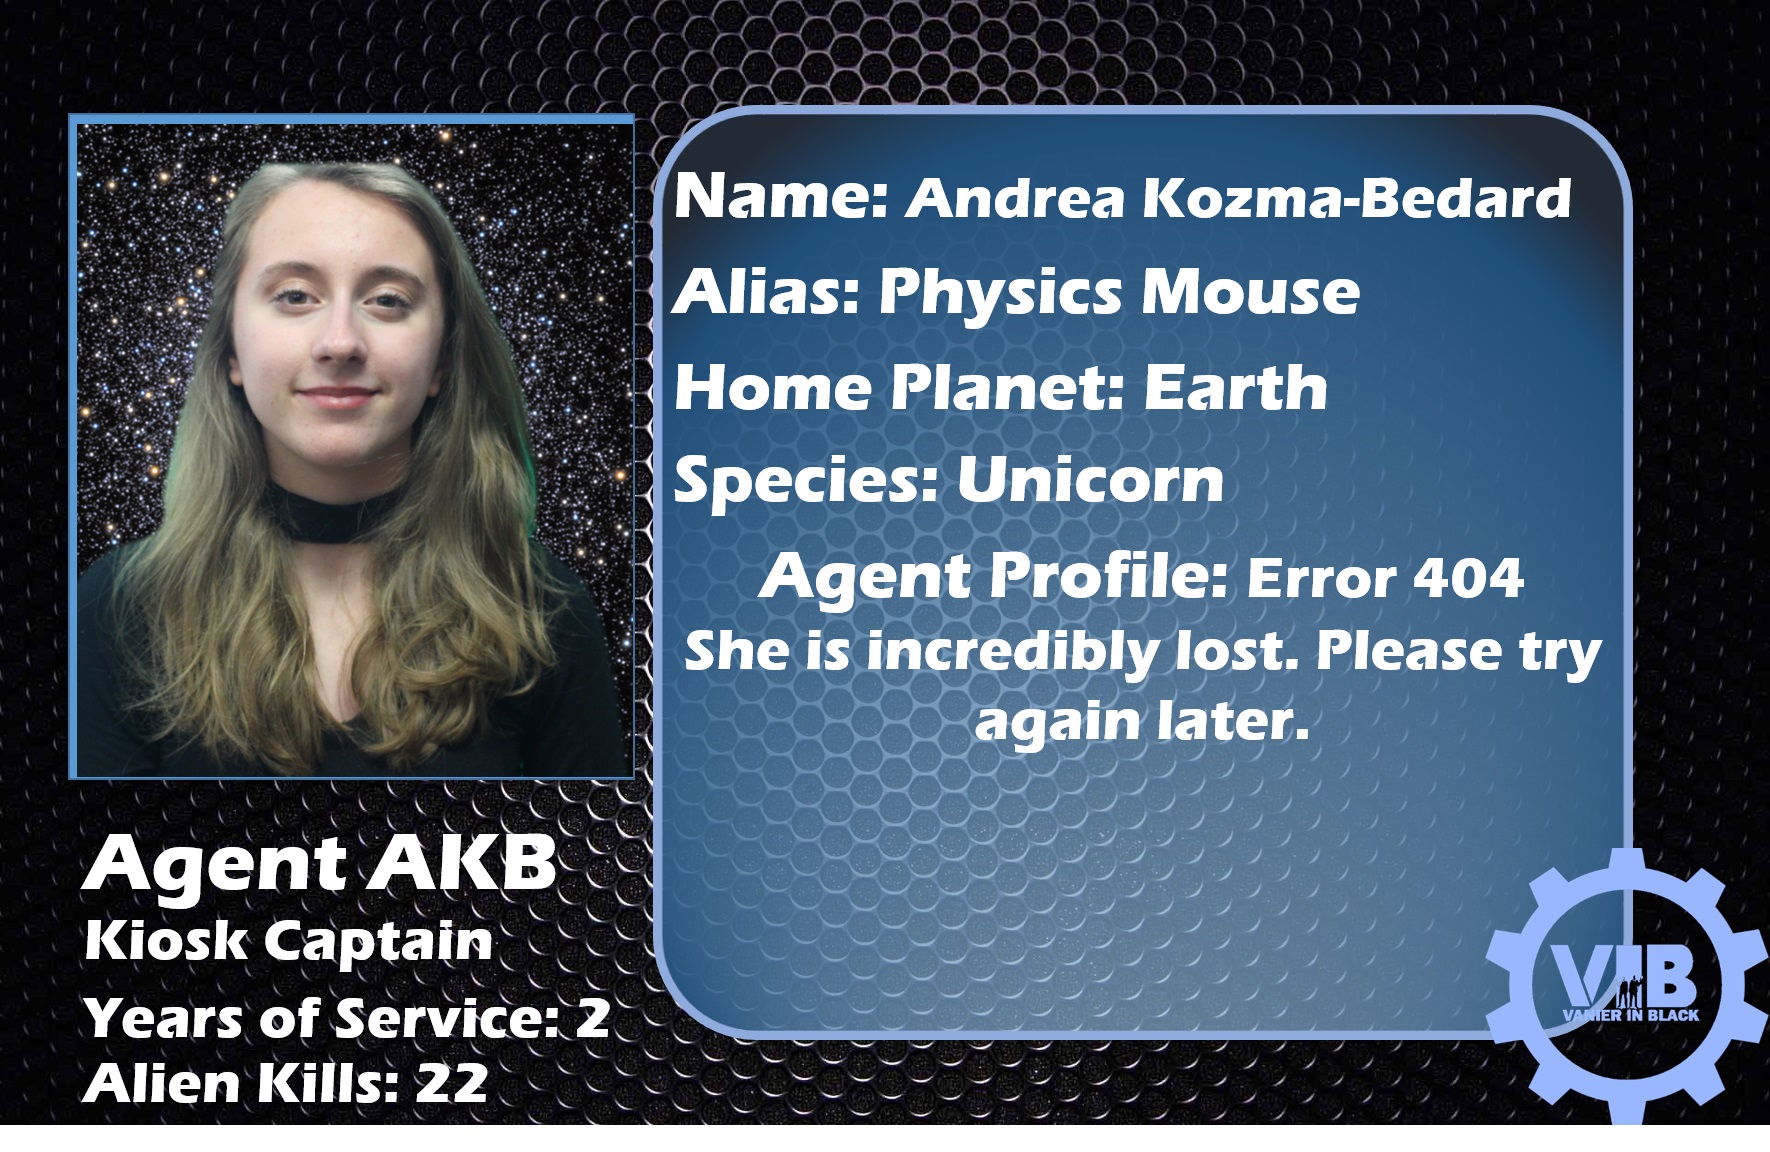 Name: Andrea Kozma-Bedard
Alias: Physics Mouse
Home Planet: Earth
Species: Unicorn
Agent Profile: Error 404
She is incredibly lost. Please try
again later.
Agent AKB
Kiosk Captain
Years of Service: 2
Alien Kills: 22
VIB
VANIER IN BLACK